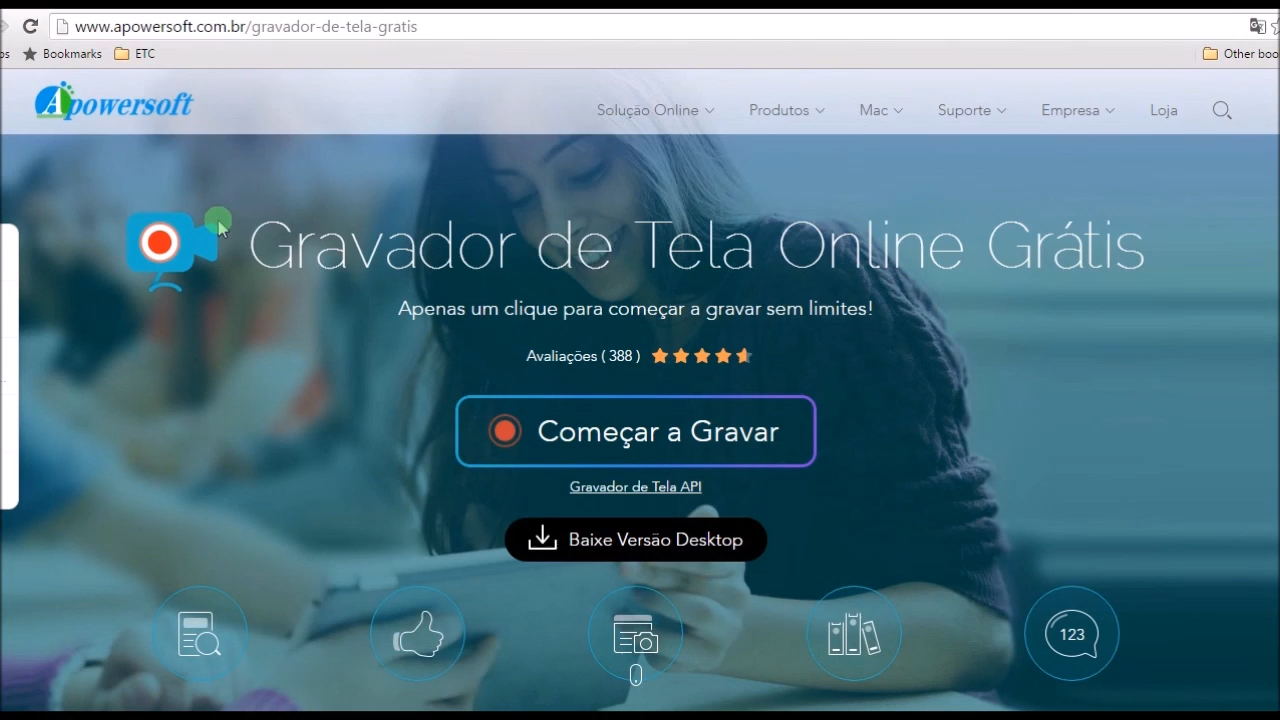 www.apowersoft.com.br/gravador-de-tela-gratis
ps Bookmarks ETC Other boo
Apowersoft
Solução Online Produtos Mac Suporte Empresa Loja
Gravador de Tela Online Grátis
Apenas um clique para começar a gravar sem limites!
Avaliações ( 388 )
Começar a Gravar
Gravador de Tela API
Baixe Versão Desktop
123